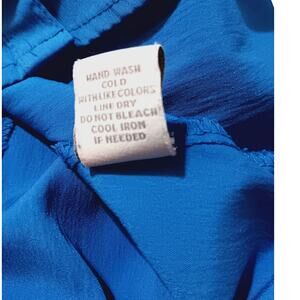 HAND WASH
COLD
WITH LIKE COLORS
LINE DRY
DO NOT BLEACH
COOL IRON
IF NEEDED